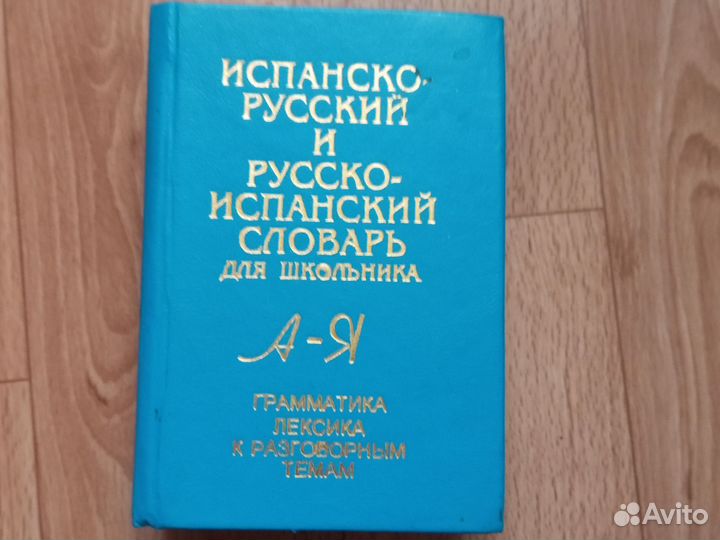 ИСПАНСКО-
РУССКИЙ
И
РУССКО-
ИСПАНСКИЙ
СЛОВАРЬ
ДЛЯ ШКОЛЬНИКА
А-Я
ГРАММАТИКА
ЛЕКСИКА
К РАЗГОВОРНЫМ
ТЕМАМ
Avito